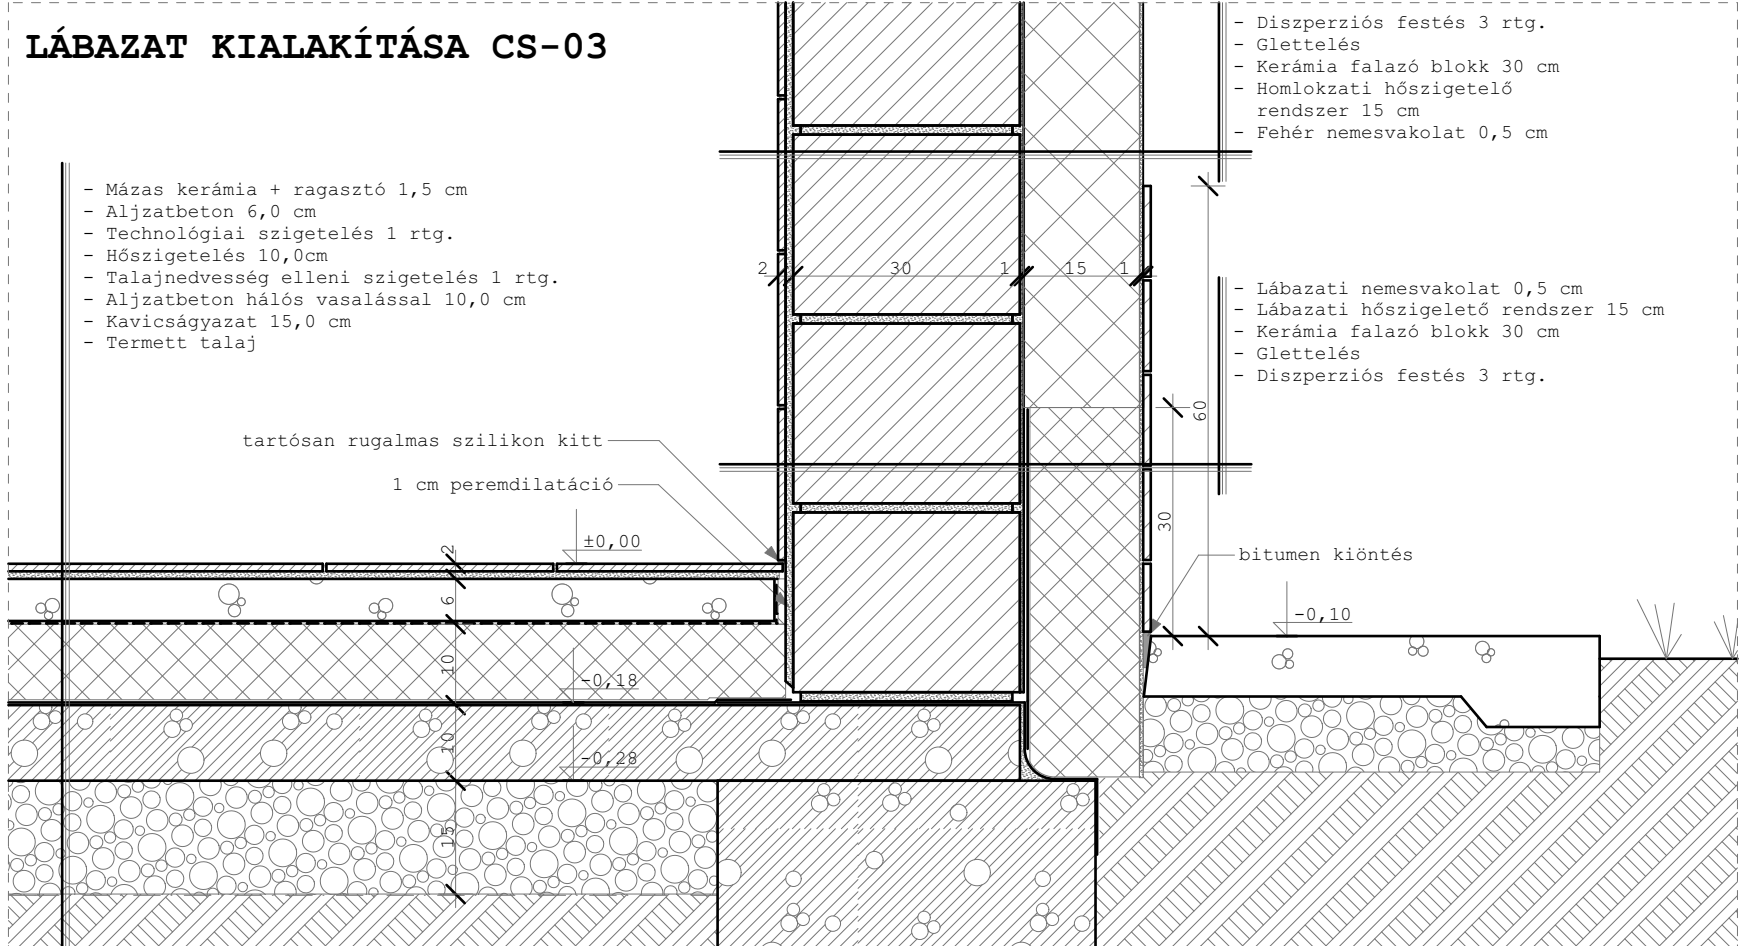 LÁBAZAT KIALAKÍTÁSA CS-03
- Diszperziós festés 3 rtg.
- Glettelés
- Kerámia falazó blokk 30 cm
- Homlokzati hőszigetelő
rendszer 15 cm
- Fehér nemesvakolat 0,5 cm
- Mázas kerámia + ragasztó 1,5 cm
- Aljzatbeton 6,0 cm
- Technológiai szigetelés 1 rtg.
- Hőszigetelés 10,0cm
- Talajnedvesség elleni szigetelés 1 rtg.
- Aljzatbeton hálós vasalással 10,0 cm
- Kavicságyazat 15,0 cm
- Termett talaj
2 30 1 15 1
- Lábazati nemesvakolat 0,5 cm
- Lábazati hőszigelető rendszer 15 cm
- Kerámia falazó blokk 30 cm
- Glettelés
- Diszperziós festés 3 rtg.
60
30
tartósan rugalmas szilikon kitt
1 cm peremdilatáció
±0,00
bitumen kiöntés
-0,10
2
6
10
-0,18
10
-0,28
15